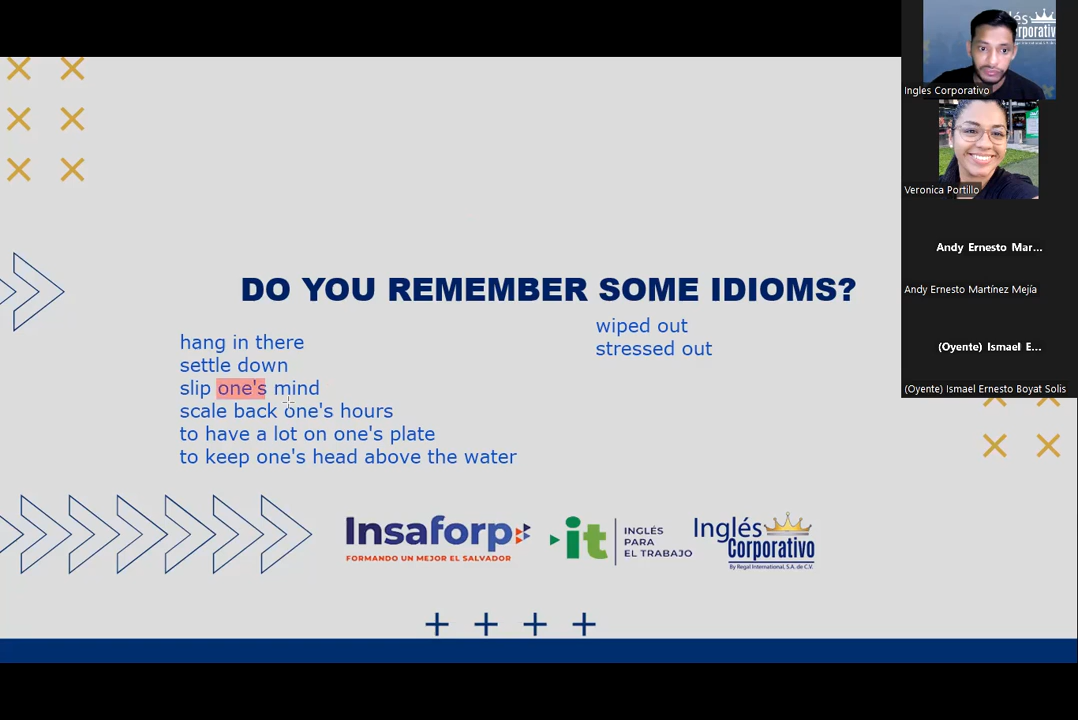 DO YOU REMEMBER SOME IDIOMS?
hang in there
settle down
slip one's mind
scale back one's hours
to have a lot on one's plate
to keep one's head above the water
wiped out
stressed out
Insaforp
FORMANDO UN MEJOR EL SALVADOR
it
INGLÉS
PARA
EL TRABAJO
Inglés
Corporativo
By Regal International, S.A. de C.V.
és
rporativo
Ingles Corporativo
Veronica Portillo
Andy Ernesto Mar...
Andy Ernesto Martínez Mejía
(Oyente) Ismael E...
(Oyente) Ismael Ernesto Boyat Solis